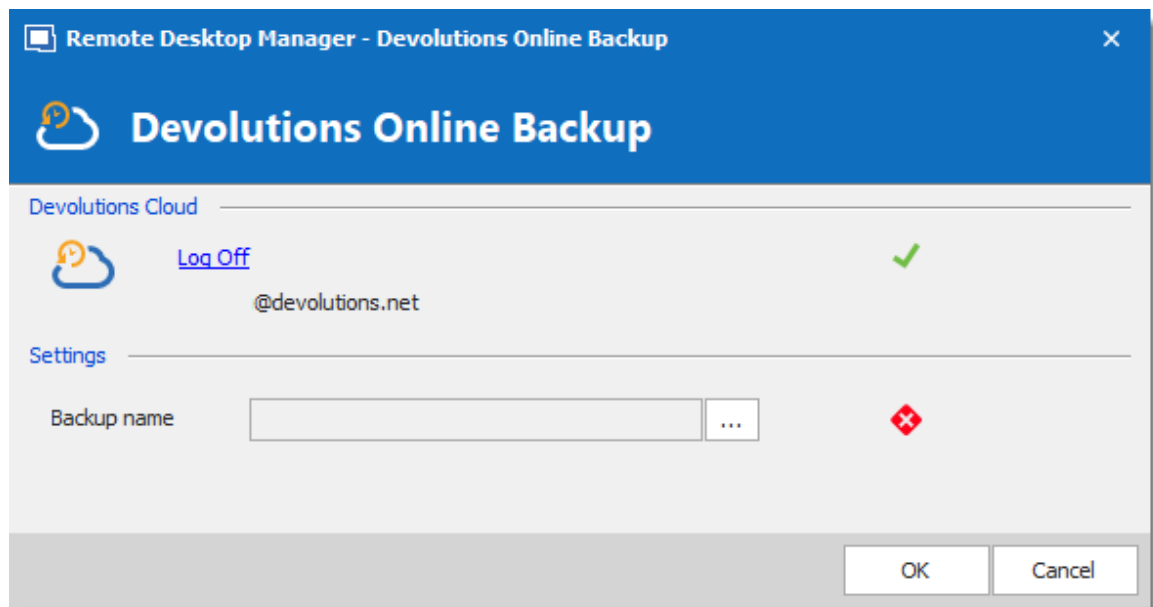 Remote Desktop Manager - Devolutions Online Backup
Devolutions Online Backup
Devolutions Cloud
Log Off
@devolutions.net
Settings
Backup name
...
OK Cancel